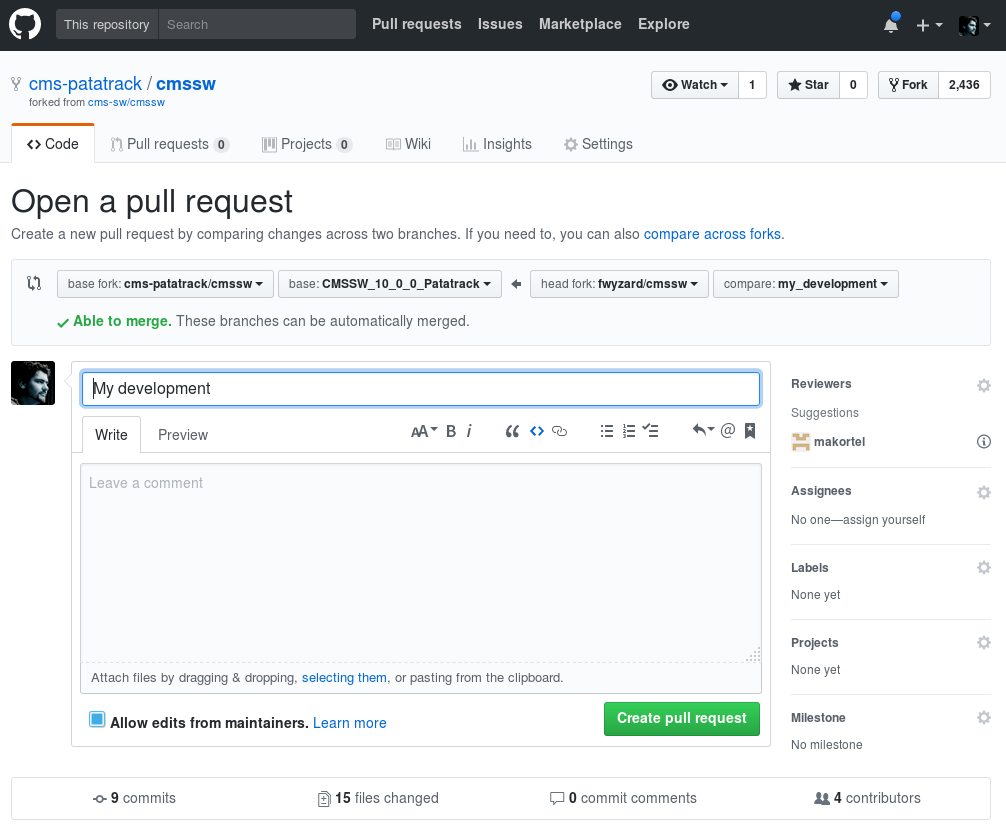 This repository Search Pull requests Issues Marketplace Explore
cms-patatrack / cmssw Watch 1 Star 0 Fork 2,436
forked from cms-sw/cmssw
Code Pull requests 0 Projects 0 Wiki Insights Settings
Open a pull request
Create a new pull request by comparing changes across two branches. If you need to, you can also compare across forks.
base fork: cms-patatrack/cmssw base: CMSSW_10_0_0_Patatrack head fork: fwyzard/cmssw compare: my_development
Able to merge. These branches can be automatically merged.
My development
Write Preview AA B i
Leave a comment
Attach files by dragging & dropping, selecting them, or pasting from the clipboard.
Allow edits from maintainers. Learn more Create pull request
Reviewers
Suggestions
makortel
Assignees
No one—assign yourself
Labels
None yet
Projects
None yet
Milestone
No milestone
9 commits 15 files changed 0 commit comments 4 contributors